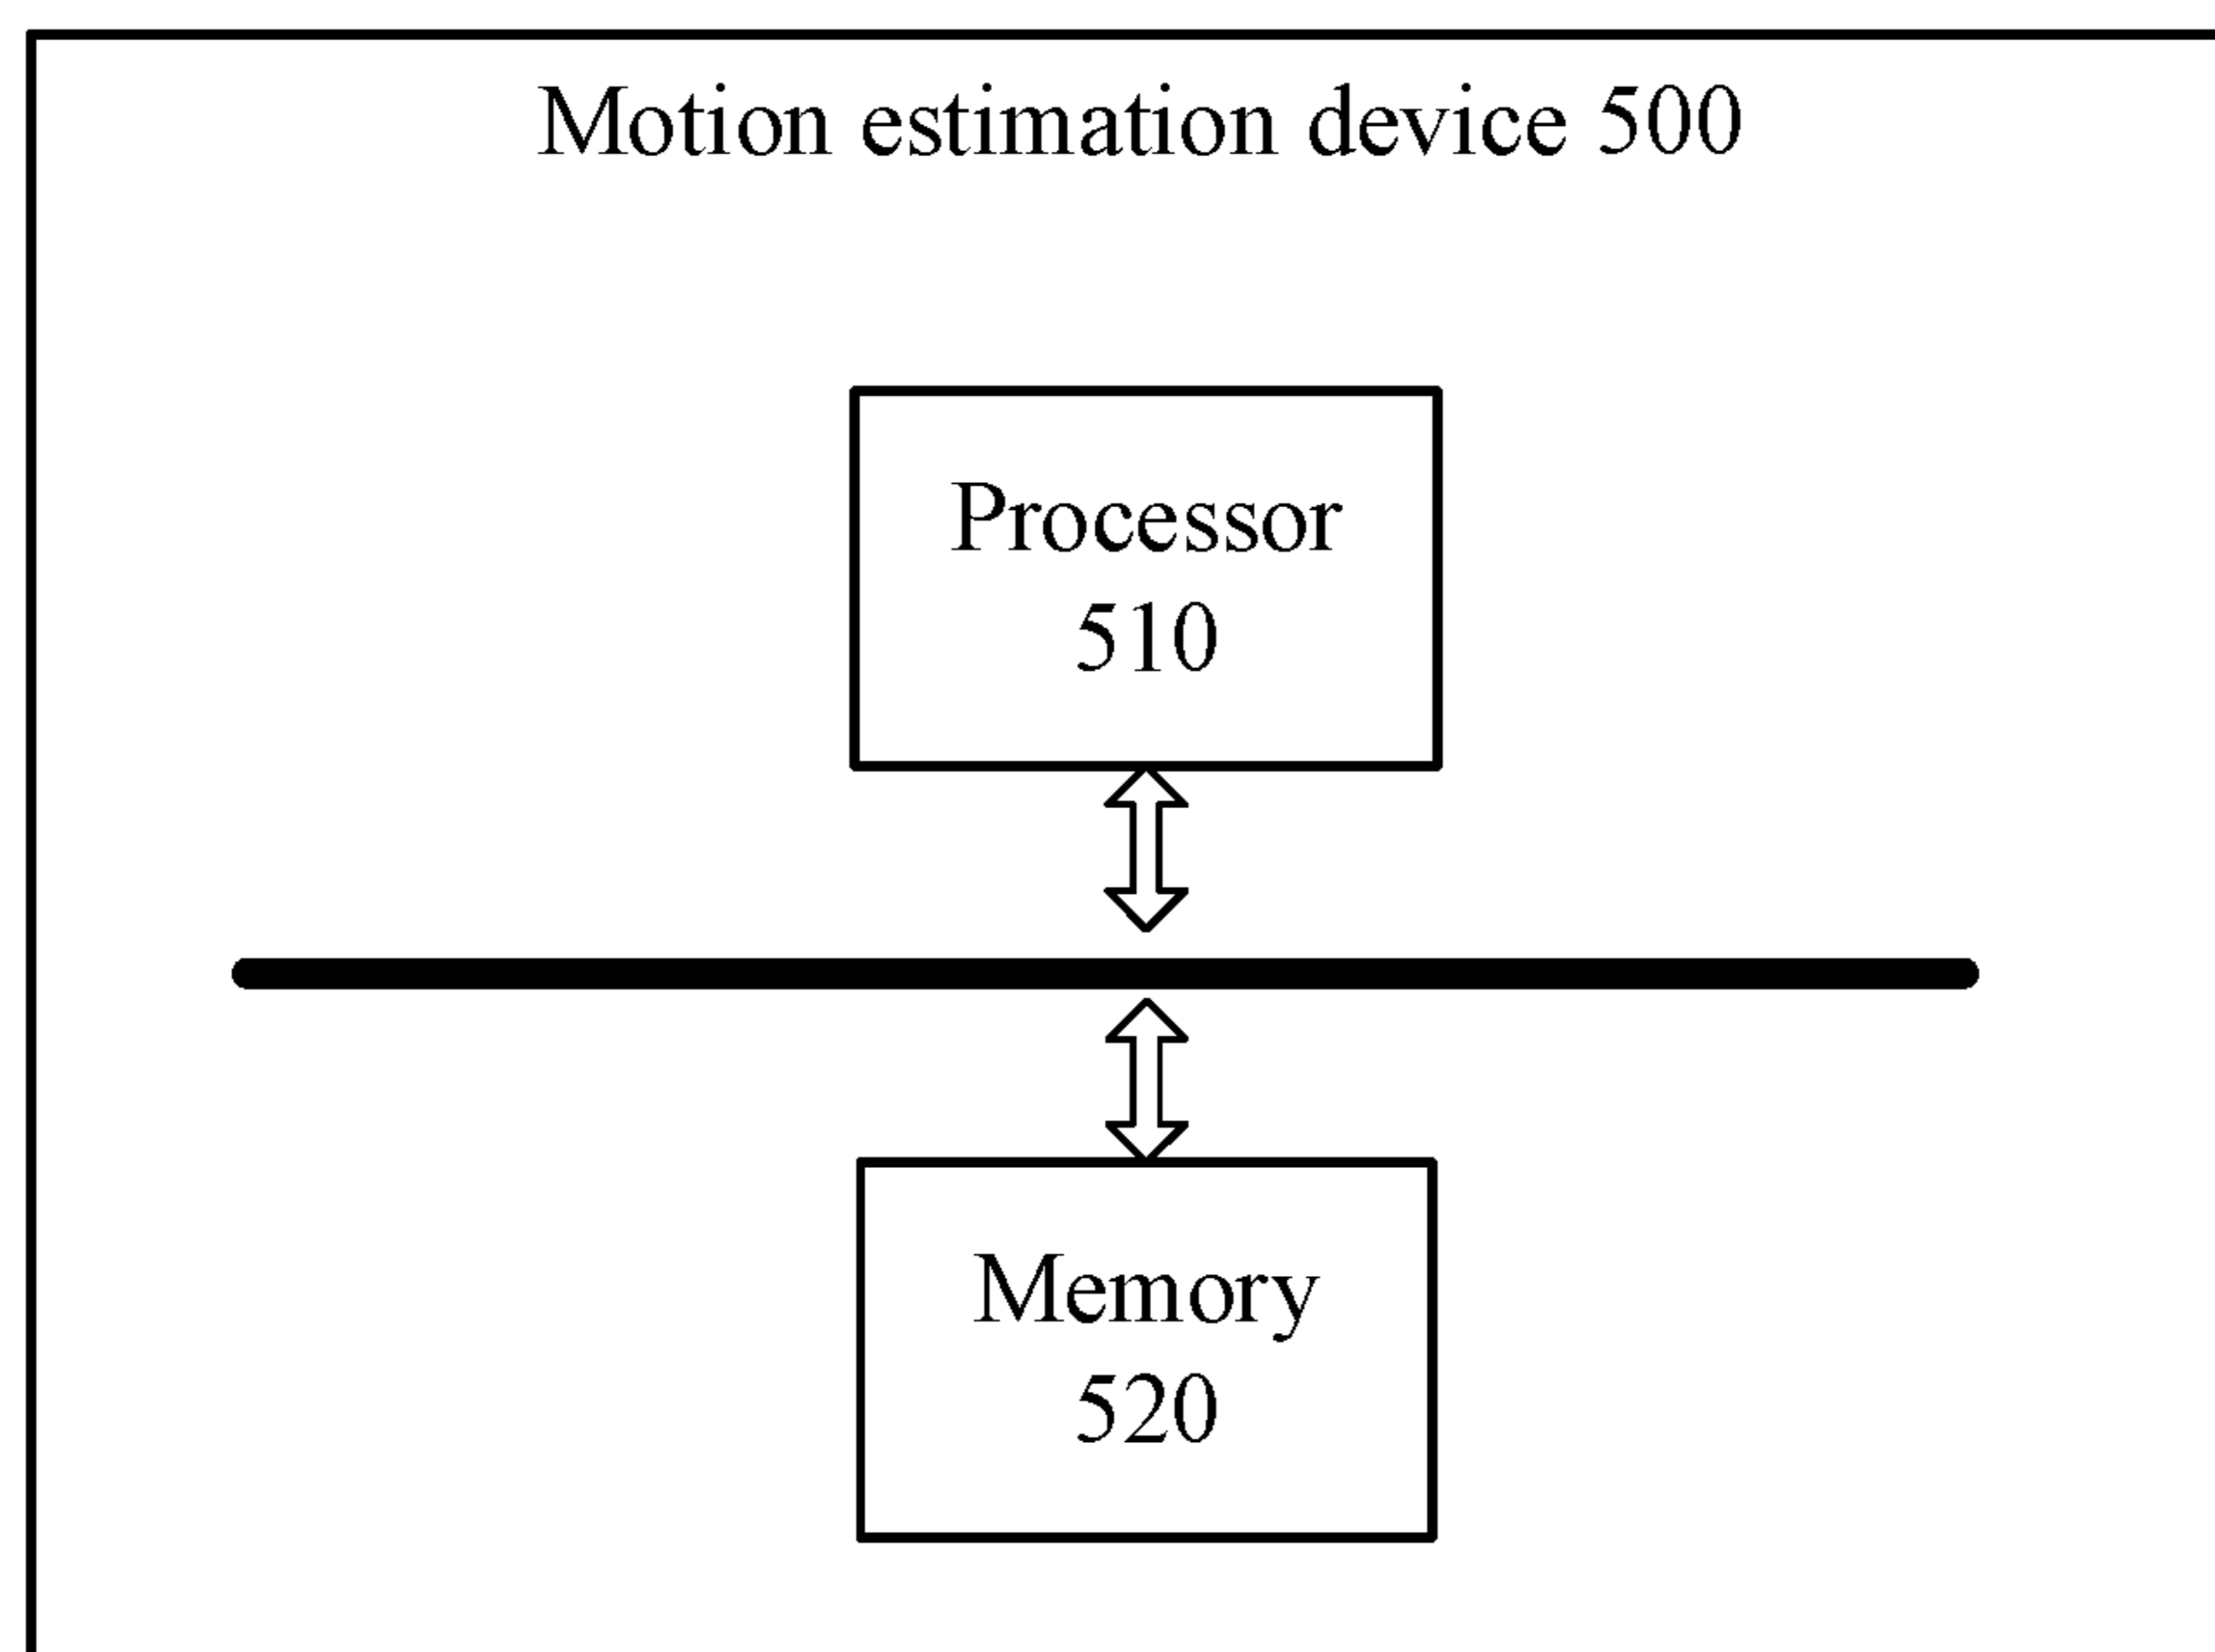 Motion estimation device 500
Processor
510
Memory
520